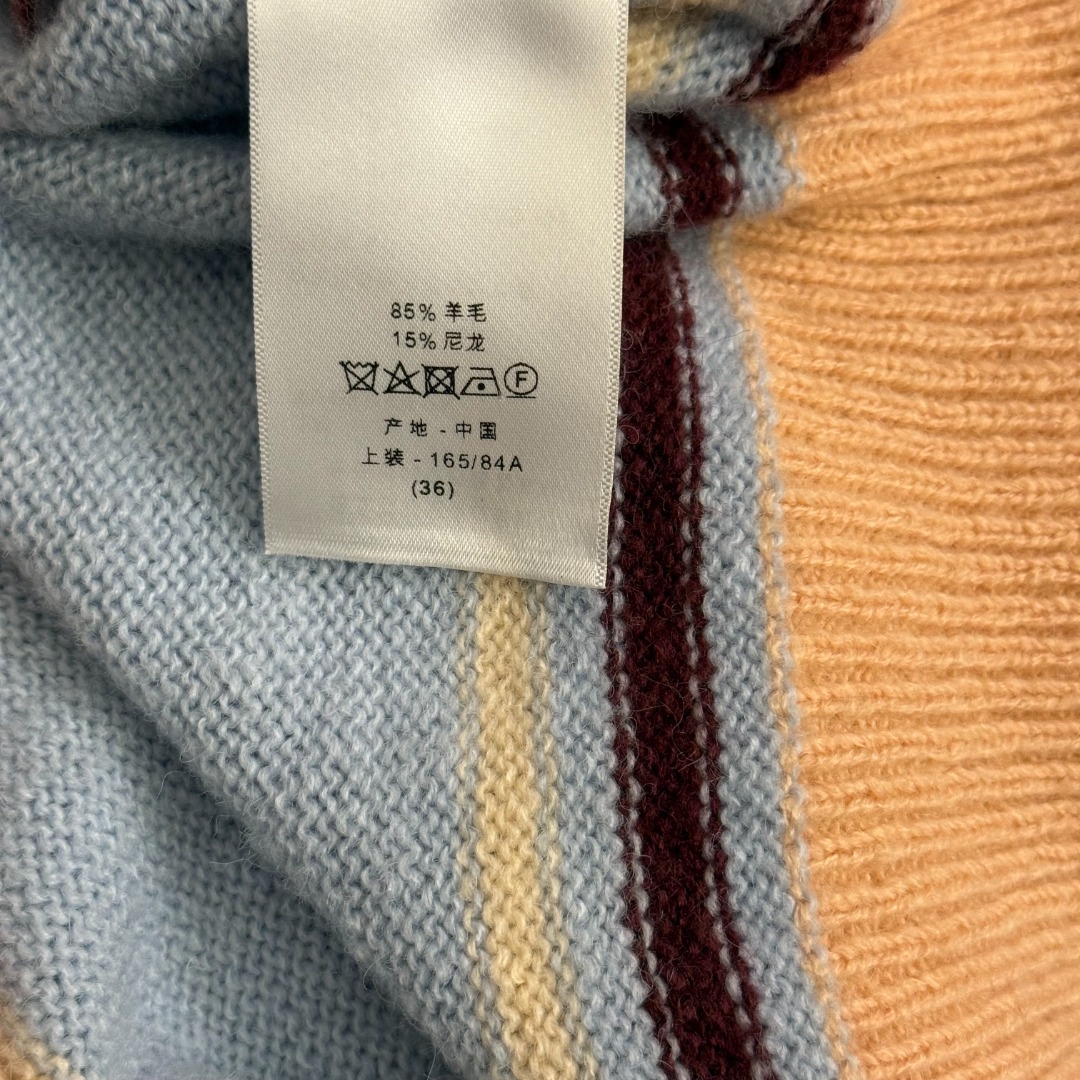 85% 羊毛
15% 尼龙
F
产地 - 中国
上装 - 165/84A
(36)